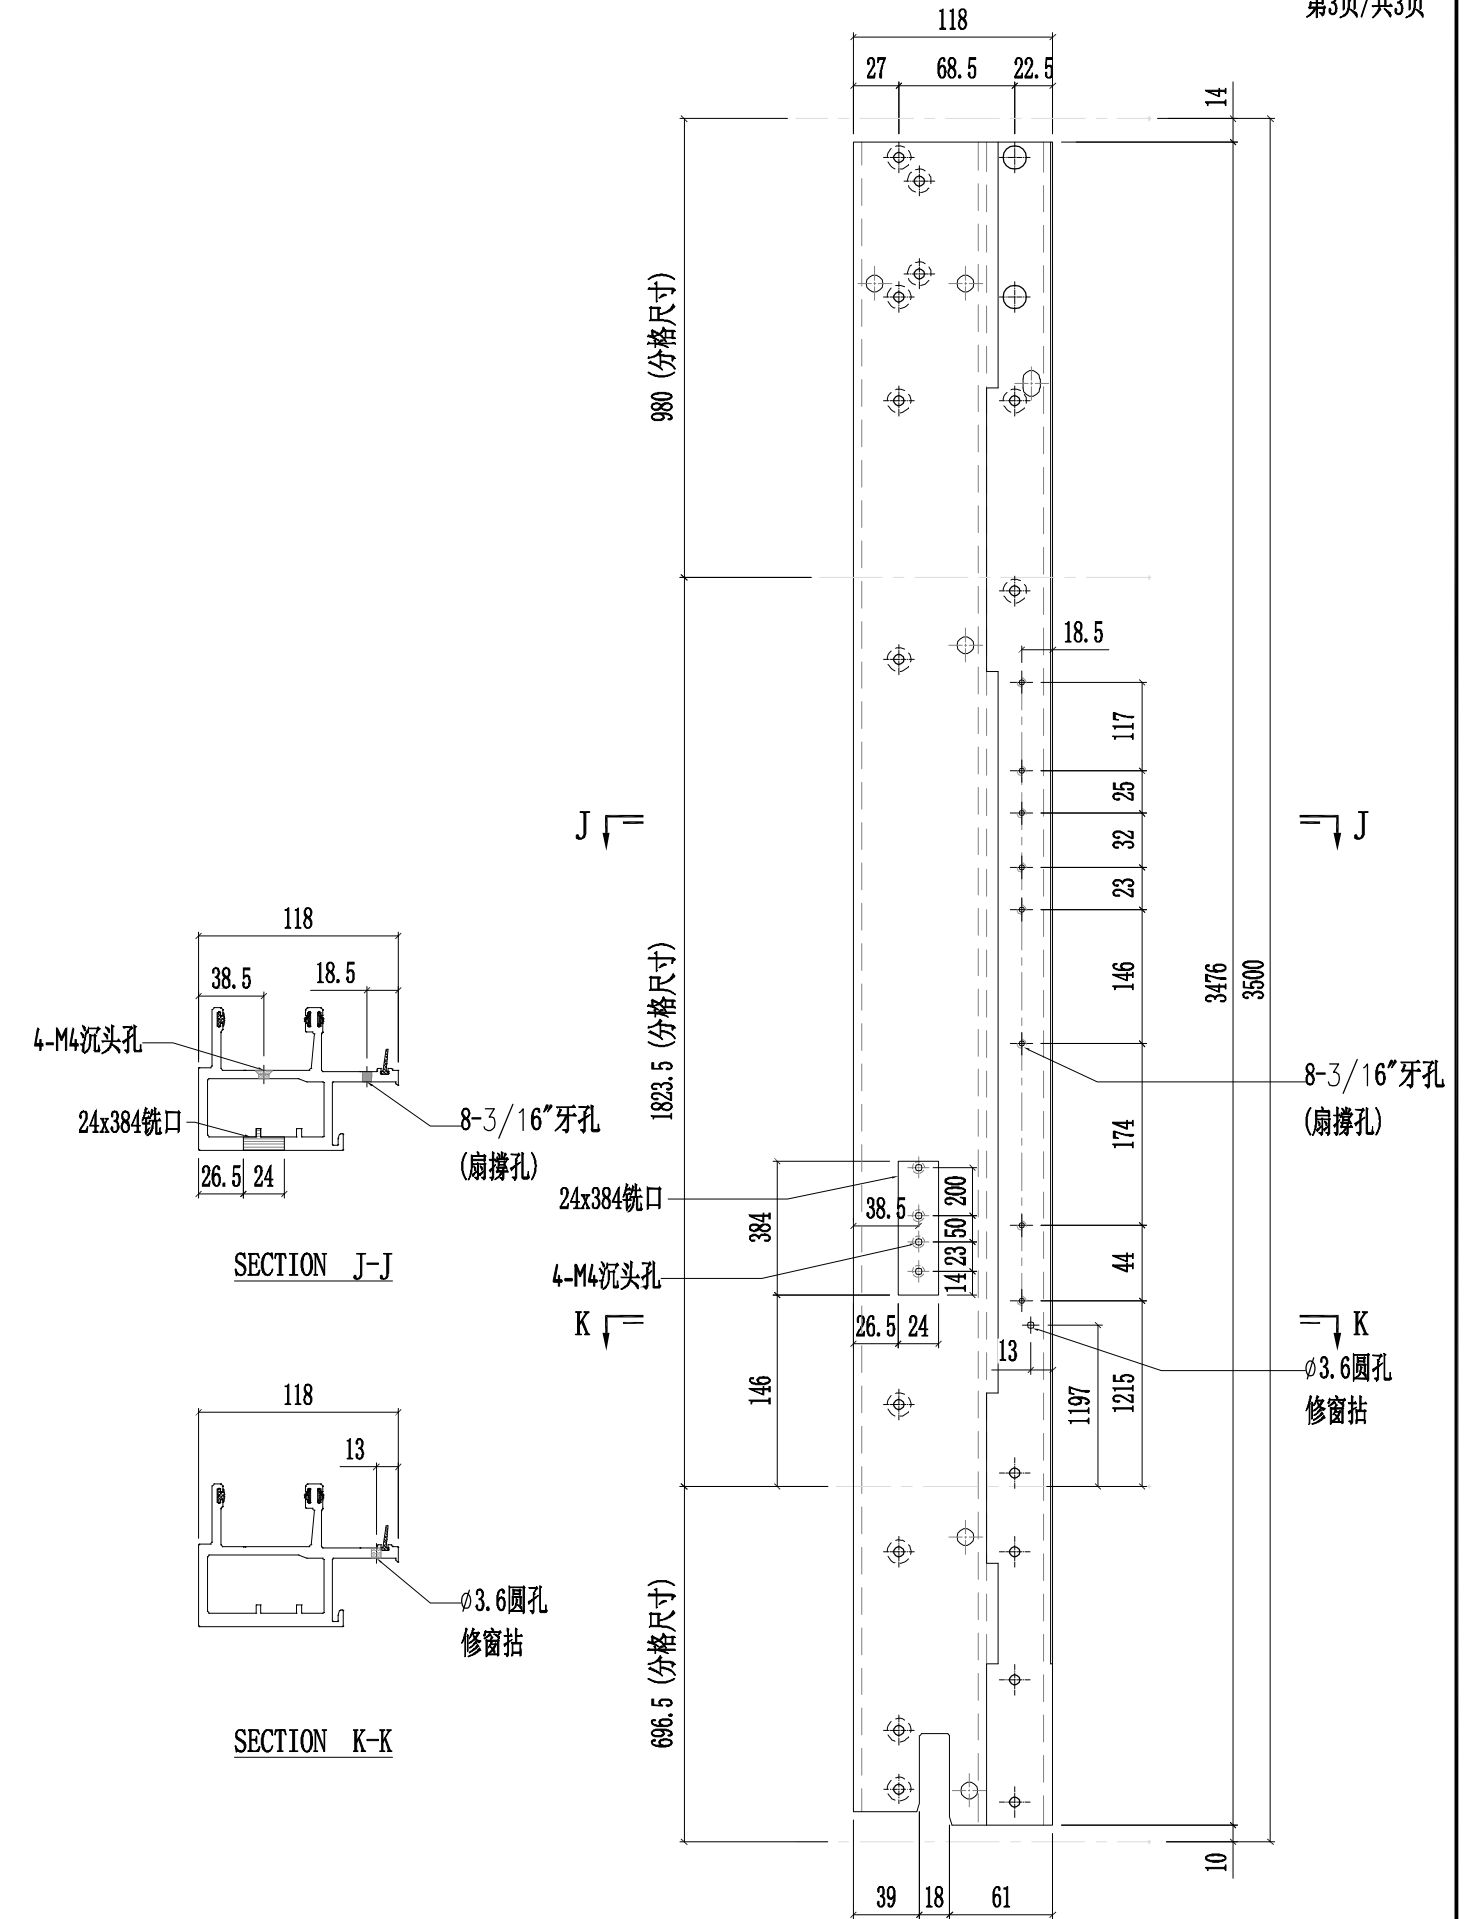 第3页/共3页
118
27
68.5
22.5
14
980 (分格尺寸)
18.5
117
25
J
J
32
23
118
38.5
18.5
1823.5 (分格尺寸)
146
3476
3500
4-M4沉头孔
24x384铣口
8-3/16"牙孔
(扇撑孔)
8-3/16"牙孔
(扇撑孔)
174
26.5
24
24x384铣口
384
38.5
200
50
23
14
44
SECTION J-J
4-M4沉头孔
K
K
26.5
24
13
ø3.6圆孔
修窗拈
146
1197
1215
118
13
ø3.6圆孔
修窗拈
696.5 (分格尺寸)
SECTION K-K
10
39
18
61